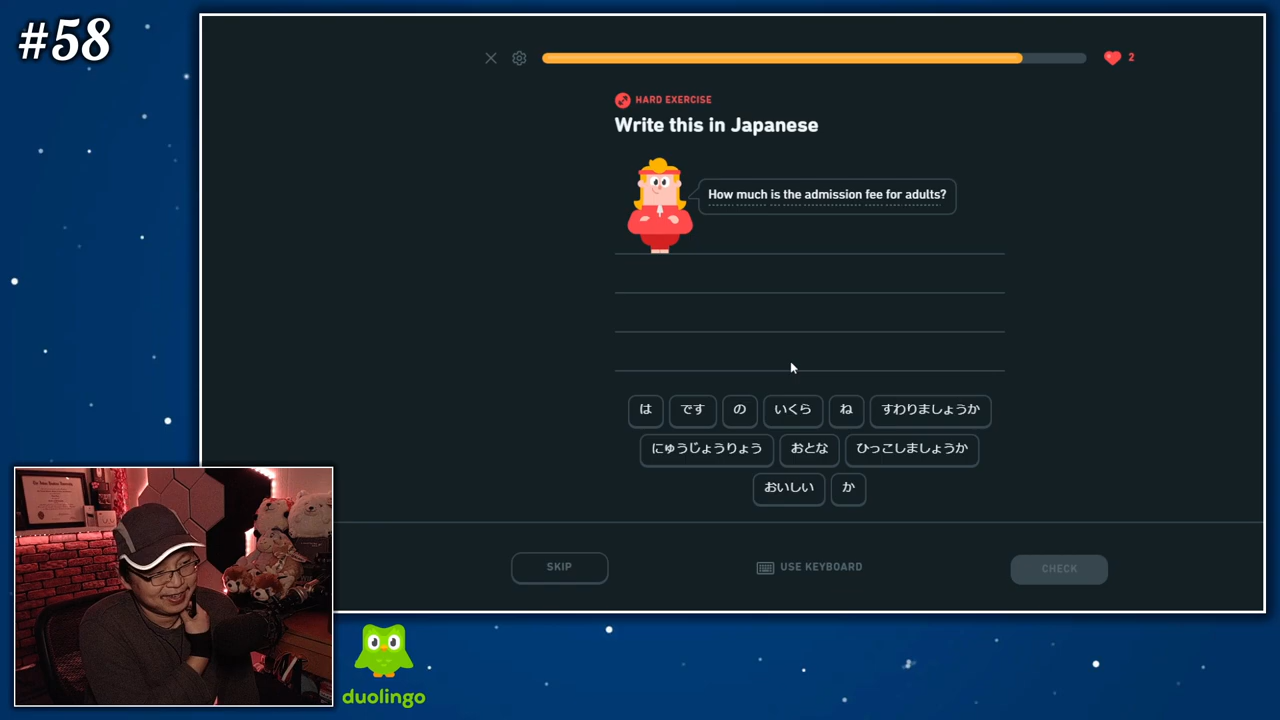 #58
2
HARD EXERCISE
Write this in Japanese
How much is the admission fee for adults?
は です の いくら ね すわりましょうか
にゅうじょうりょう おとな ひっこしましょうか
おいしい か
SKIP
USE KEYBOARD
CHECK
duolingo